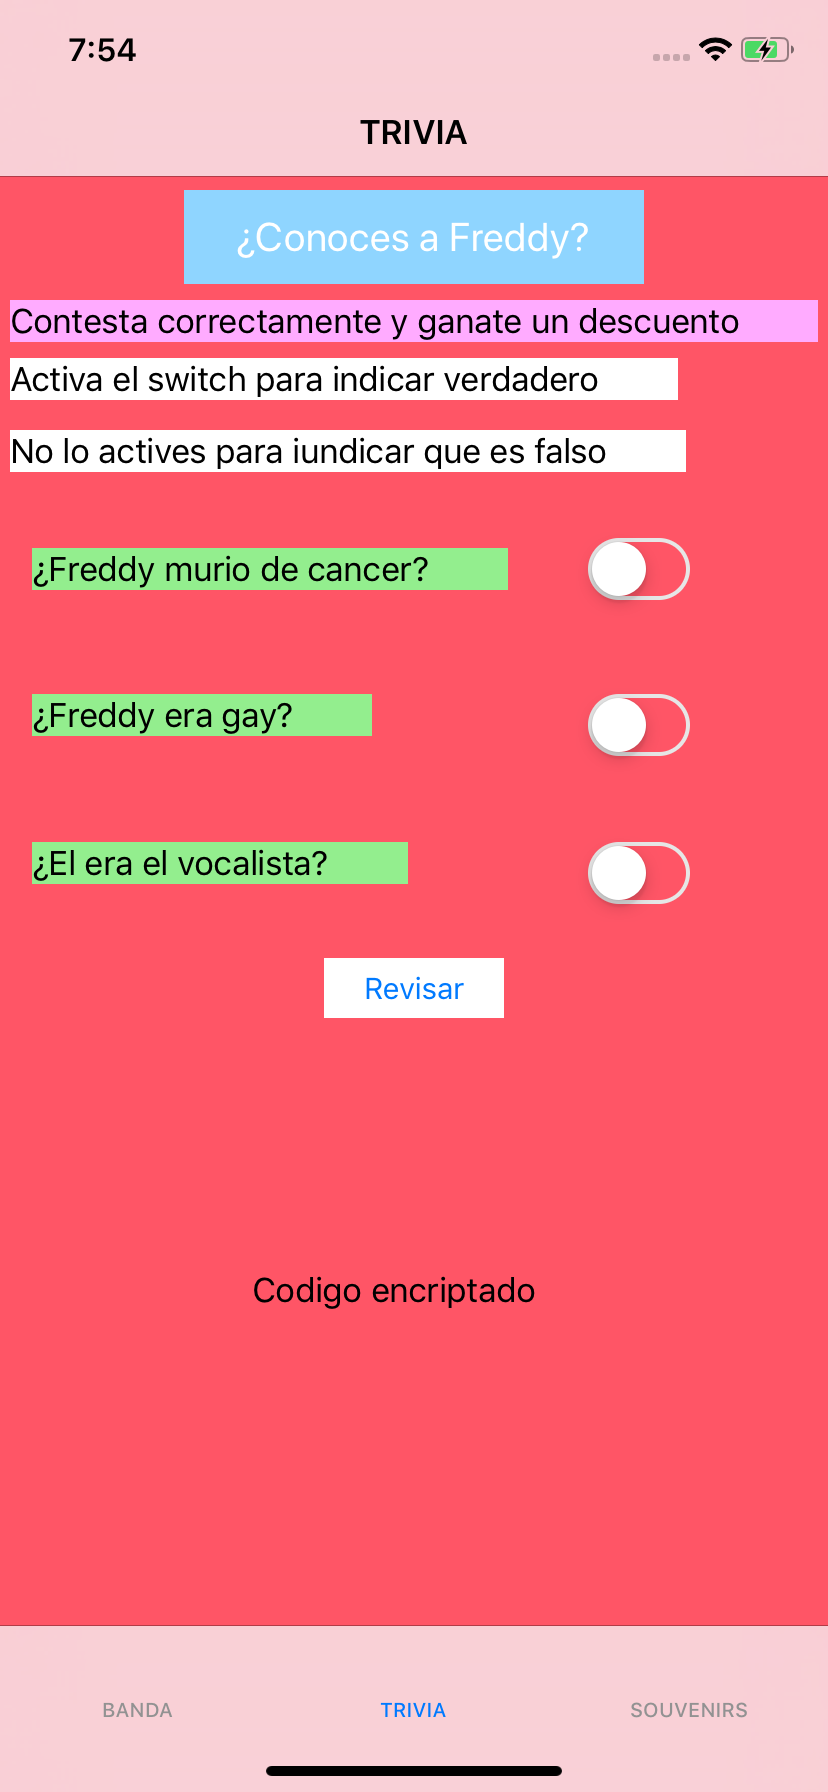 7:54
TRIVIA
¿Conoces a Freddy?
Contesta correctamente y ganate un descuento
Activa el switch para indicar verdadero
No lo actives para iundicar que es falso
¿Freddy murio de cancer?
¿Freddy era gay?
¿El era el vocalista?
Revisar
Codigo encriptado
BANDA TRIVIA SOUVENIRS